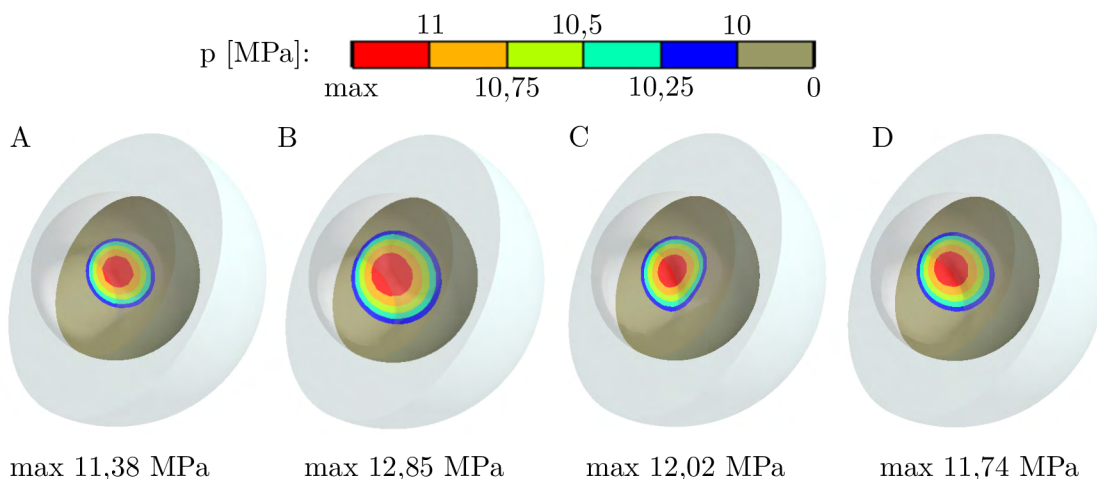 11 10,5 10
p [MPa]:
max 10,75 10,25 0
A B C D
max 11,38 MPa max 12,85 MPa max 12,02 MPa max 11,74 MPa